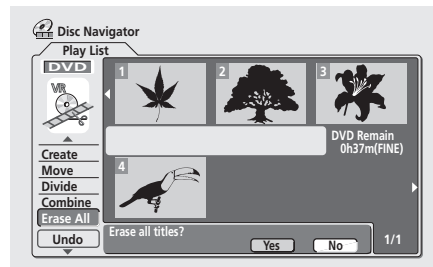 Disc Navigator
Play List
DVD
VR
1
2
3
DVD Remain
0h37m(FINE)
4
Create
Move
Divide
Combine
Erase All
Undo
Erase all titles?
Yes
No
1/1